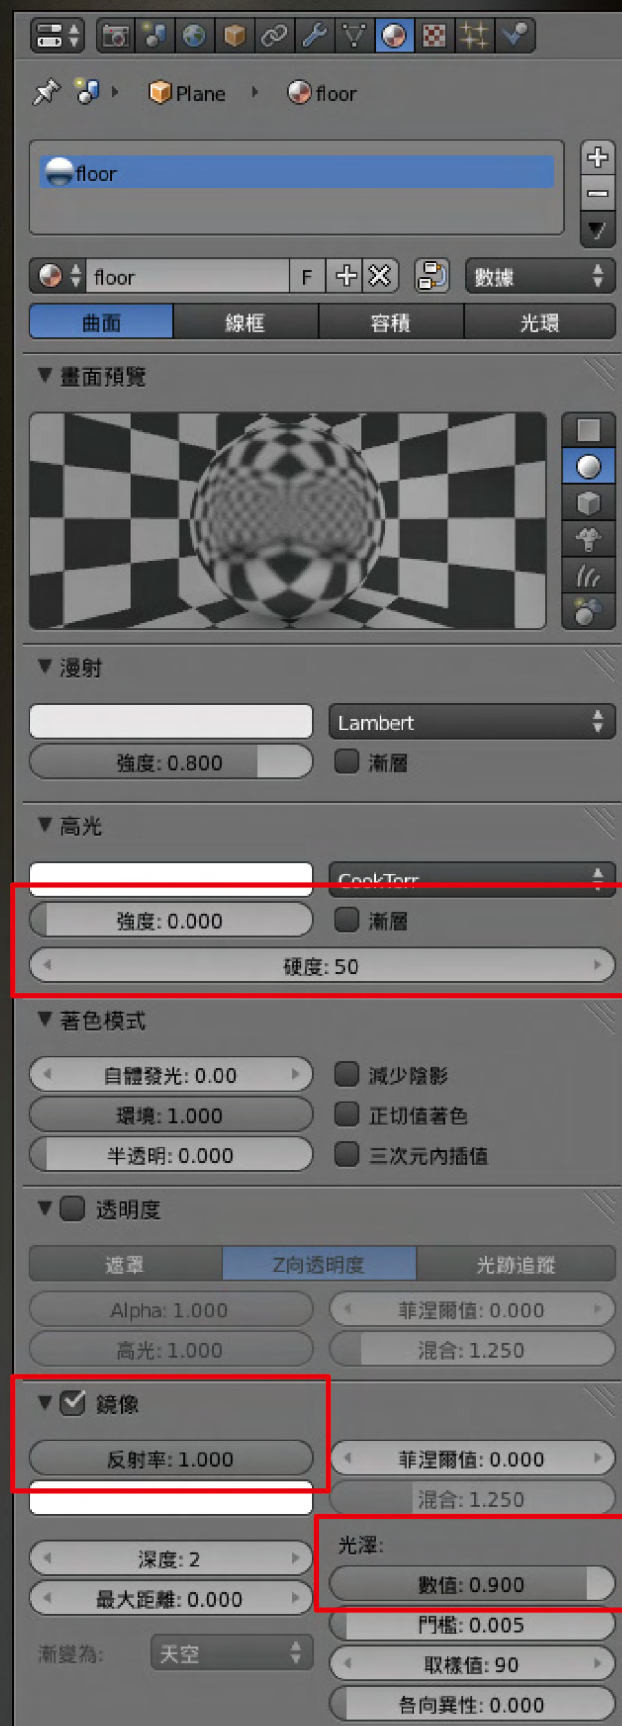 Plane floor
floor
floor F 數據
曲面 線框 容積 光環
畫面預覽
漫射
Lambert
強度: 0.800 漸層
高光
CookTorr
強度: 0.000 漸層
硬度: 50
著色模式
自體發光: 0.00 減少陰影
環境: 1.000 正切值著色
半透明: 0.000 三次元內插值
透明度
遮罩 Z向透明度 光跡追蹤
Alpha: 1.000 菲涅爾值: 0.000
高光: 1.000 混合: 1.250
鏡像
反射率: 1.000 菲涅爾值: 0.000
混合: 1.250
光澤:
深度: 2 數值: 0.900
最大距離: 0.000 門檻: 0.005
漸變為: 天空 取樣值: 90
各向異性: 0.000